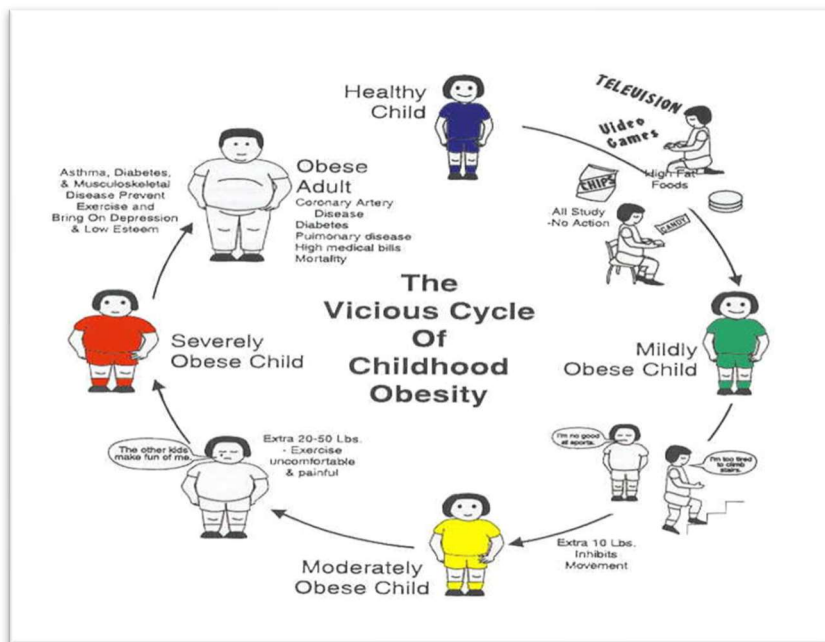 Healthy
Child
TELEVISION
Video
Games
High Fat
Foods
CHIPS
All Study
-No Action
CANDY
Mildly
Obese Child
I'm no good
at sports.
I'm too tired
to climb
stairs.
Extra 10 Lbs.
Inhibits
Movement
Moderately
Obese Child
Extra 20-50 Lbs.
- Exercise
uncomfortable
& painful
The other kids
make fun of me.
Severely
Obese Child
Asthma, Diabetes,
& Musculoskeletal
Disease Prevent
Exercise and
Bring On Depression
& Low Esteem
Obese
Adult
Coronary Artery
Disease
Diabetes
Pulmonary disease
High medical bills
Mortality
The
Vicious Cycle
Of
Childhood
Obesity